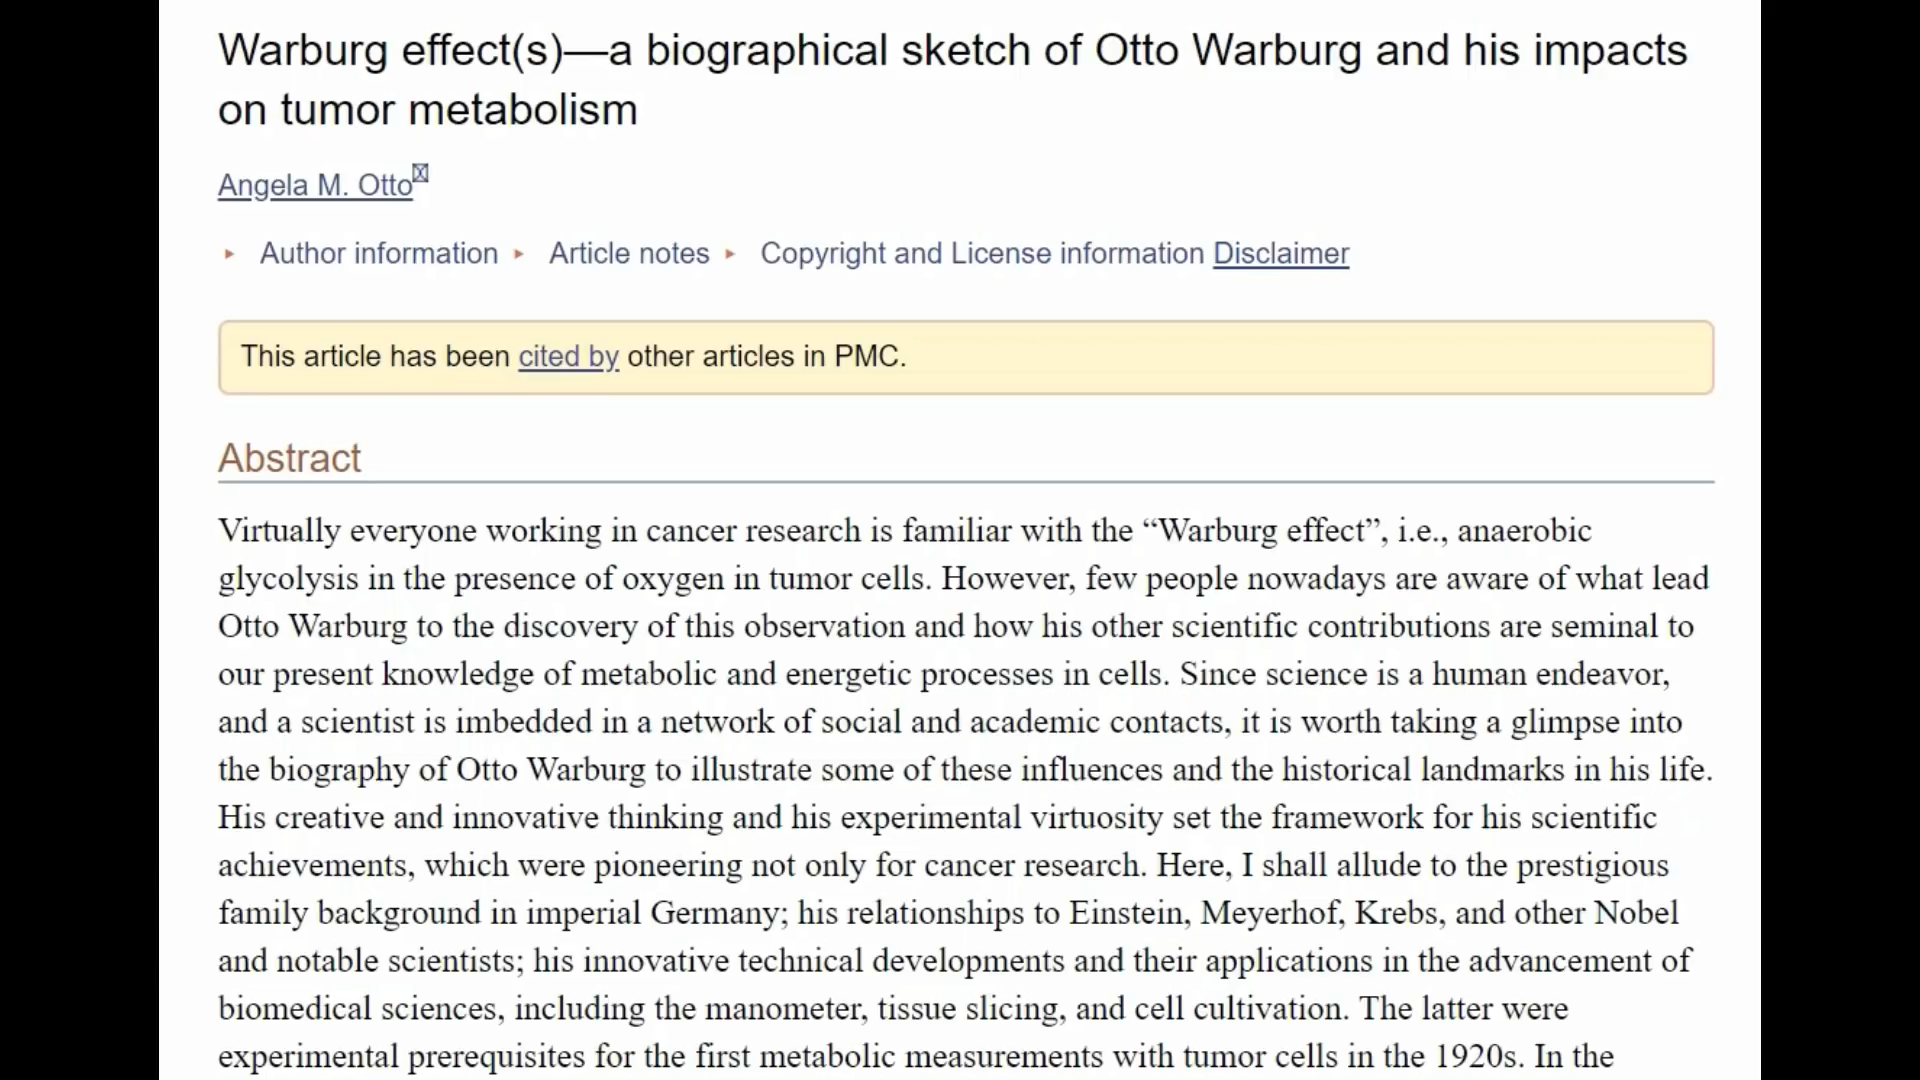 Warburg effect(s)—a biographical sketch of Otto Warburg and his impacts
on tumor metabolism
Angela M. Otto
Author information Article notes Copyright and License information Disclaimer
This article has been cited by other articles in PMC.
Abstract
Virtually everyone working in cancer research is familiar with the “Warburg effect”, i.e., anaerobic
glycolysis in the presence of oxygen in tumor cells. However, few people nowadays are aware of what lead
Otto Warburg to the discovery of this observation and how his other scientific contributions are seminal to
our present knowledge of metabolic and energetic processes in cells. Since science is a human endeavor,
and a scientist is imbedded in a network of social and academic contacts, it is worth taking a glimpse into
the biography of Otto Warburg to illustrate some of these influences and the historical landmarks in his life.
His creative and innovative thinking and his experimental virtuosity set the framework for his scientific
achievements, which were pioneering not only for cancer research. Here, I shall allude to the prestigious
family background in imperial Germany; his relationships to Einstein, Meyerhof, Krebs, and other Nobel
and notable scientists; his innovative technical developments and their applications in the advancement of
biomedical sciences, including the manometer, tissue slicing, and cell cultivation. The latter were
experimental prerequisites for the first metabolic measurements with tumor cells in the 1920s. In the